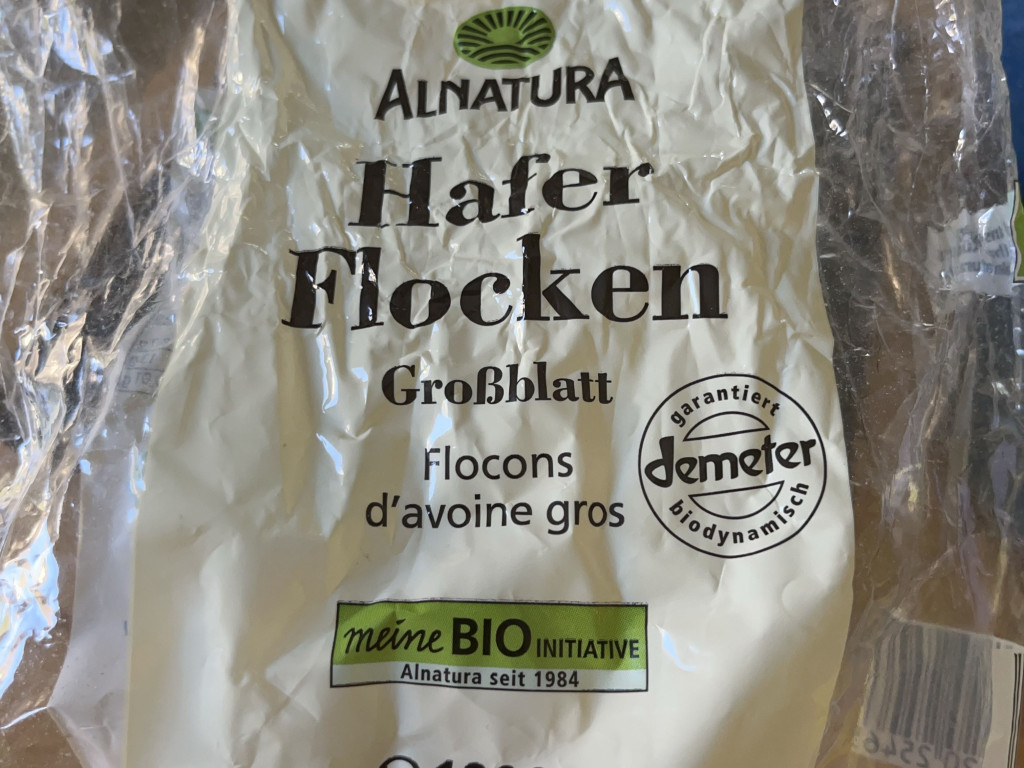 ALNATURA
Hafer
Flocken
Großblatt
Flocons
d'avoine gros
garantiert
demeter
biodynamisch
meine BIO INITIATIVE
Alnatura seit 1984